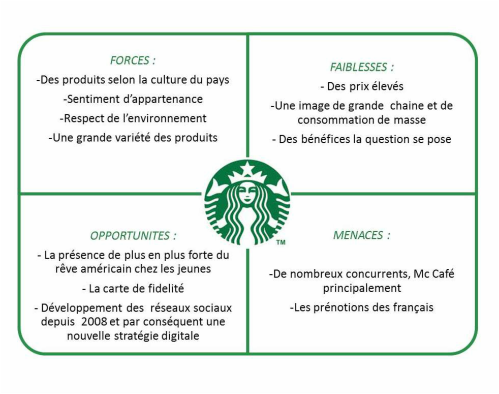 FORCES :
-Des produits selon la culture du pays
-Sentiment d'appartenance
-Respect de l'environnement
-Une grande variété des produits
FAIBLESSES :
- Des prix élevés
-Une image de grande chaine et de
consommation de masse
- Des bénéfices la question se pose
OPPORTUNITES :
- La présence de plus en plus forte du
rêve américain chez les jeunes
- La carte de fidelité
- Développement des réseaux sociaux
depuis 2008 et par conséquent une
nouvelle stratégie digitale
TM
MENACES :
-De nombreux concurrents, Mc Café
principalement
-Les prénotions des français